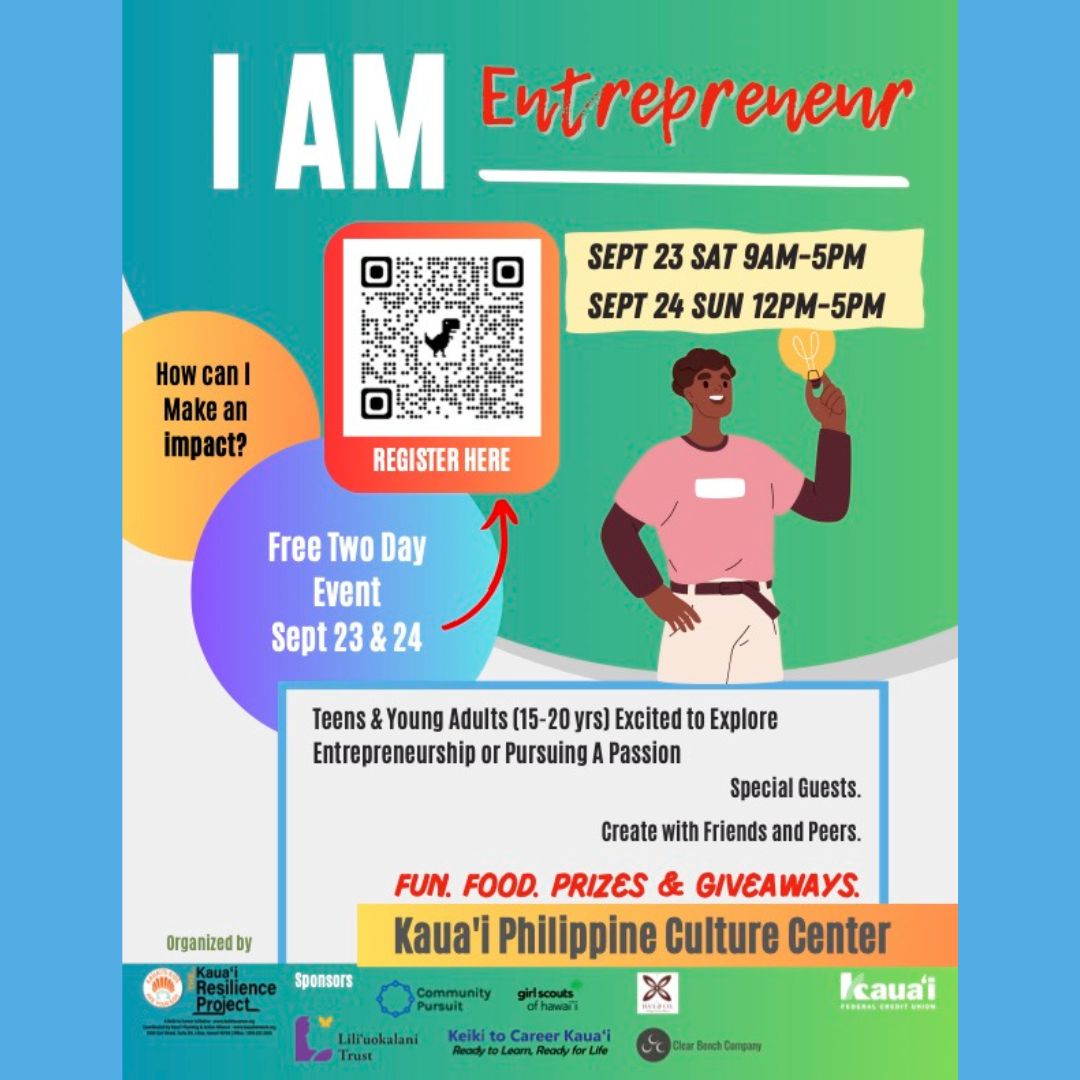 I AM Entrepreneur
SEPT 23 SAT 9AM-5PM
SEPT 24 SUN 12PM-5PM
How can I
Make an
impact?
REGISTER HERE
Free Two Day
Event
Sept 23 & 24
Teens & Young Adults (15-20 yrs) Excited to Explore
Entrepreneurship or Pursuing A Passion
Special Guests.
Create with Friends and Peers.
FUN. FOOD. PRIZES & GIVEAWAYS.
Kaua'i Philippine Culture Center
Organized by
Kaua'i
Resilience
Project
Sponsors
Community
Pursuit
girl scouts
of hawai'i
Kaua'i
FEDERAL CREDIT UNION
Lili'uokalani
Trust
Keiki to Career Kaua'i
Ready to Learn, Ready for Life
Clear Bench Company